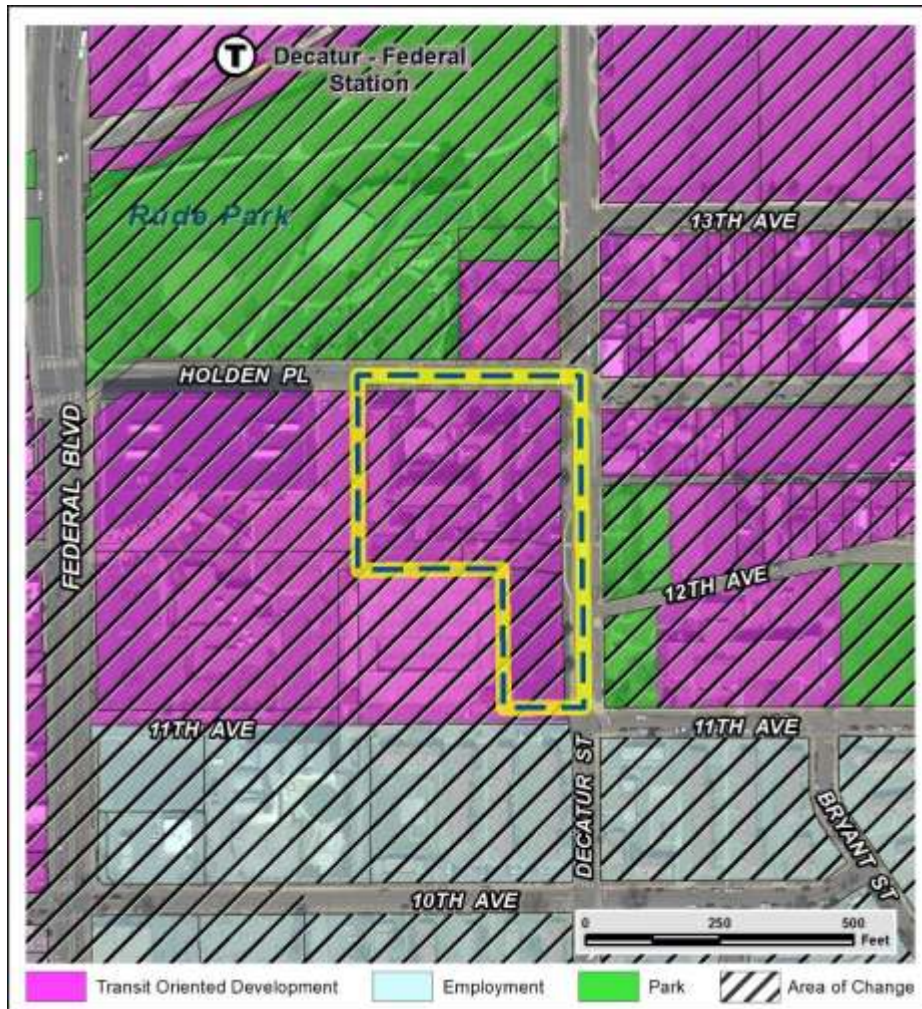 T
Decatur - Federal
Station
Rude Park
13TH AVE
HOLDEN PL
FEDERAL BLVD
12TH AVE
11TH AVE
11TH AVE
DECATUR ST
BRYANT ST
10TH AVE
0 250 500
Feet
Transit Oriented Development
Employment
Park
Area of Change